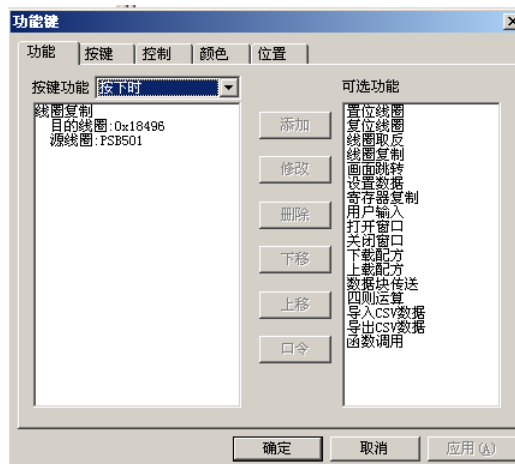 功能键
功能 按键 控制 颜色 位置
按键功能 按下时
可选功能
线圈复制
目的线圈:0x18496
源线圈:PSB501
添加
修改
删除
下移
上移
口令
置位线圈
复位线圈
线圈取反
线圈复制
画面跳转
设置数据
寄存器复制
用户输入
打开窗口
关闭窗口
下载配方
上载配方
数据块传送
四则运算
导入CSV数据
导出CSV数据
函数调用
确定 取消 应用(A)